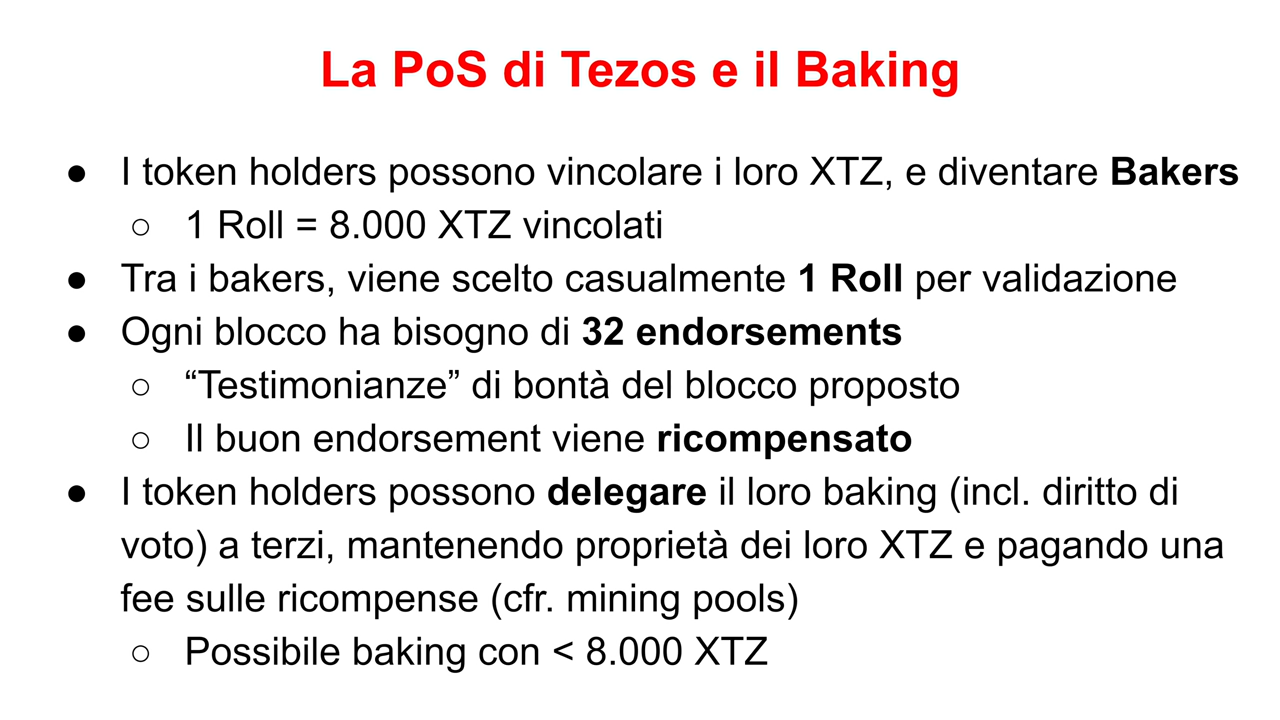 La PoS di Tezos e il Baking
● I token holders possono vincolare i loro XTZ, e diventare Bakers
○ 1 Roll = 8.000 XTZ vincolati
● Tra i bakers, viene scelto casualmente 1 Roll per validazione
● Ogni blocco ha bisogno di 32 endorsements
○ “Testimonianze” di bontà del blocco proposto
○ Il buon endorsement viene ricompensato
● I token holders possono delegare il loro baking (incl. diritto di
voto) a terzi, mantenendo proprietà dei loro XTZ e pagando una
fee sulle ricompense (cfr. mining pools)
○ Possibile baking con < 8.000 XTZ